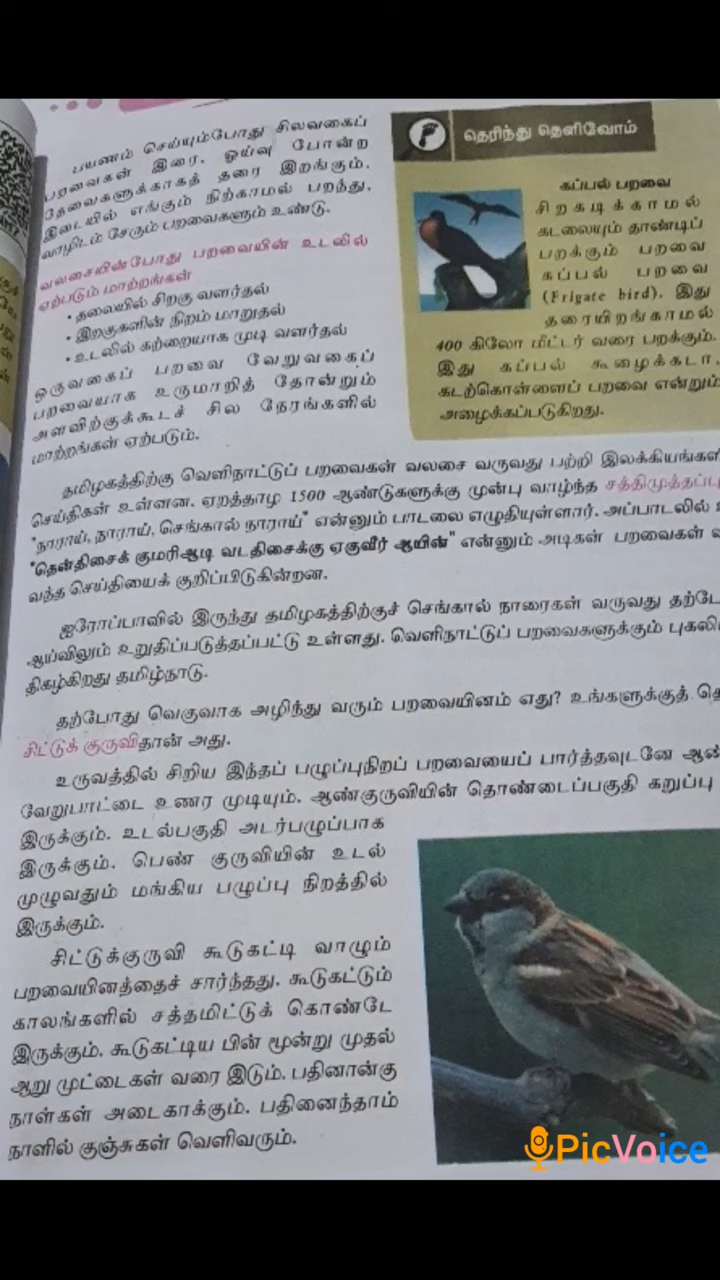 பயணம் செய்யும்போது சிலவகைப்
பறவைகள் இரை, ஓய்வு போன்ற
தேவைகளுக்காகத் தரை இறங்கும்.
இடையில் எங்கும் நிற்காமல் பறந்து,
வாழிடம் சேரும் பறவைகளும் உண்டு.
வலசையின்போது பறவையின் உடலில்
ஏற்படும் மாற்றங்கள்
• தலையில் சிறகு வளர்தல்
• இறகுகளின் நிறம் மாறுதல்
• உடலில் கற்றையாக முடி வளர்தல்
ஒருவகைப் பறவை வேறுவகைப்
பறவையாக உருமாறித் தோன்றும்
அளவிற்குக்கூடச் சில நேரங்களில்
மாற்றங்கள் ஏற்படும்.
தெரிந்து தெளிவோம்
கப்பல் பறவை
சிறகடிக்காமல்
கடலையும் தாண்டிப்
பறக்கும் பறவை
கப்பல் பறவை
(Frigate bird). இது
தரையிறங்காமல்
400 கிலோ மீட்டர் வரை பறக்கும்.
இது கப்பல் கூழைக்கடா,
கடற்கொள்ளைப் பறவை என்றும்
அழைக்கப்படுகிறது.
தமிழகத்திற்கு வெளிநாட்டுப் பறவைகள் வலசை வருவது பற்றி இலக்கியங்களி
செய்திகள் உள்ளன. ஏறத்தாழ 1500 ஆண்டுகளுக்கு முன்பு வாழ்ந்த சத்திமுத்தப்பு
"நாராய், நாராய், செங்கால் நாராய்" என்னும் பாடலை எழுதியுள்ளார். அப்பாடலில்
"தென்திசைக் குமரிஆடி வடதிசைக்கு ஏகுவீர் ஆயின்" என்னும் அடிகள் பறவைகள்
வந்த செய்தியைக் குறிப்பிடுகின்றன.
ஐரோப்பாவில் இருந்து தமிழகத்திற்குச் செங்கால் நாரைகள் வருவது தற்போ
ஆய்விலும் உறுதிப்படுத்தப்பட்டு உள்ளது. வெளிநாட்டுப் பறவைகளுக்கும் புகலி
திகழ்கிறது தமிழ்நாடு.
தற்போது வெகுவாக அழிந்து வரும் பறவையினம் எது? உங்களுக்குத் தெ
சிட்டுக் குருவிதான் அது.
உருவத்தில் சிறிய இந்தப் பழுப்புநிறப் பறவையைப் பார்த்தவுடனே ஆண்
வேறுபாட்டை உணர முடியும். ஆண்குருவியின் தொண்டைப்பகுதி கறுப்பு
இருக்கும். உடல்பகுதி அடர்பழுப்பாக
இருக்கும். பெண் குருவியின் உடல்
முழுவதும் மங்கிய பழுப்பு நிறத்தில்
இருக்கும்.
சிட்டுக்குருவி கூடுகட்டி வாழும்
பறவையினத்தைச் சார்ந்தது. கூடுகட்டும்
காலங்களில் சத்தமிட்டுக் கொண்டே
இருக்கும். கூடுகட்டிய பின் மூன்று முதல்
ஆறு முட்டைகள் வரை இடும். பதினான்கு
நாள்கள் அடைகாக்கும். பதினைந்தாம்
நாளில் குஞ்சுகள் வெளிவரும்.
PicVoice